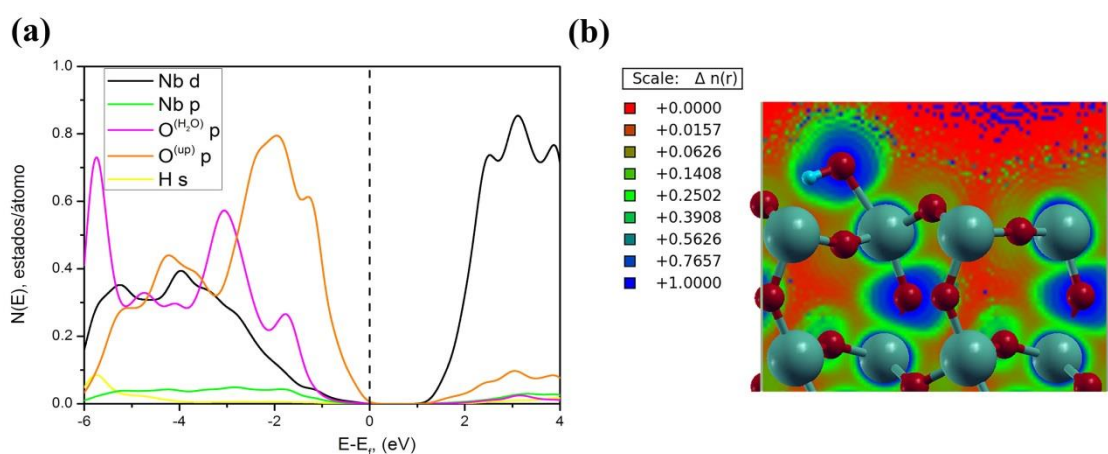 (a)
N(E), estados/átomo
1.0
0.8
0.6
0.4
0.2
0.0
Nb d
Nb p
O(H₂O) p
O(up) p
H s
-6
-4
-2
0
2
4
E-Ef, (eV)
(b)
Scale: Δ n(r)
+0.0000
+0.0157
+0.0626
+0.1408
+0.2502
+0.3908
+0.5626
+0.7657
+1.0000